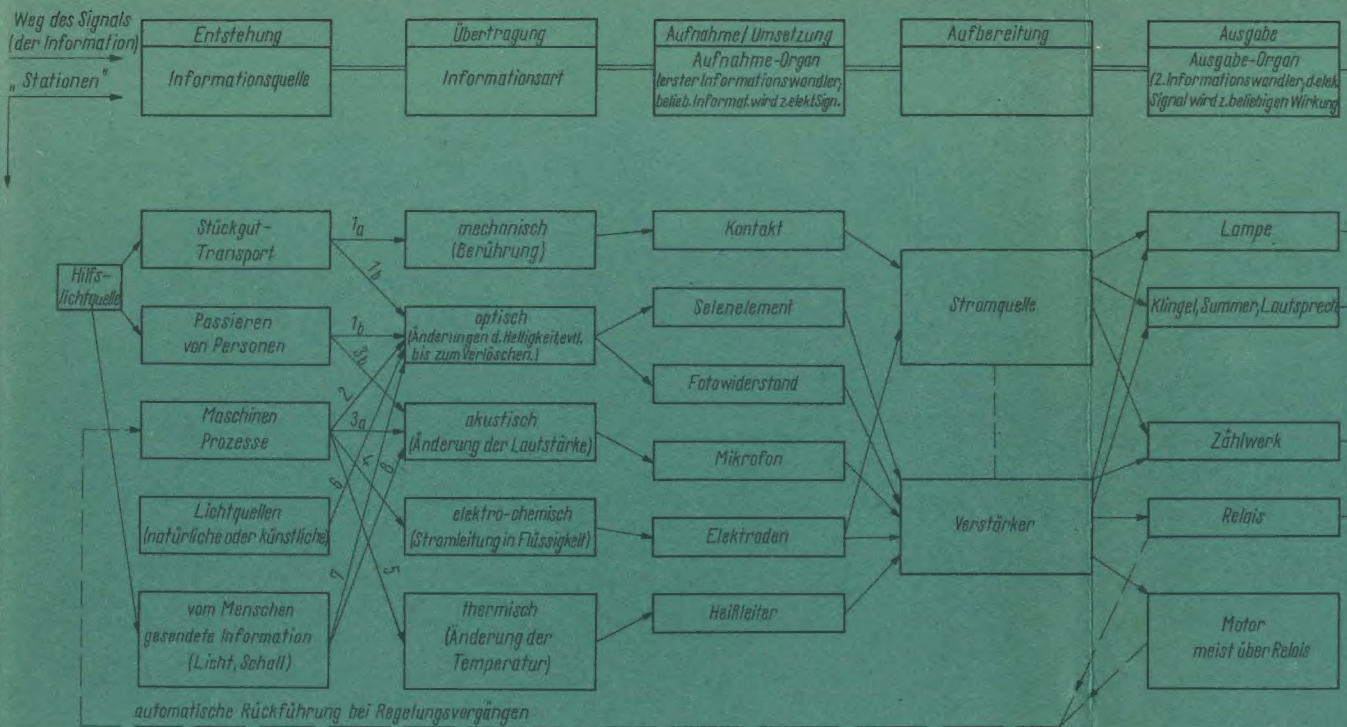 Weg des Signals
(der Information)
„Stationen"
Entstehung
Informationsquelle
Übertragung
Informationsart
Aufnahme/Umsetzung
Aufnahme-Organ
(erster Informationswandler,
belieb. Informat. wird z. elekt Sign.
Aufbereitung
Ausgabe
Ausgabe-Organ
(2. Informationswandler, d. elek.
Signal wird z. beliebigen Wirkung
Hilfs-
lichtquelle
Stückgut-
Transport
Passieren
von Personen
Maschinen
Prozesse
Lichtquellen
(natürliche oder künstliche)
vom Menschen
gesendete Information
(Licht, Schall)
1a
1b
1b
3b
2
3a
4
8
6
7
5
mechanisch
(Berührung)
optisch
(Änderungen d. Helligkeit, evtl.
bis zum Verlöschen.)
akustisch
(Änderung der Lautstärke)
elektro-chemisch
(Stromleitung in Flüssigkeit)
thermisch
(Änderung der
Temperatur)
Kontakt
Selenelement
Fotowiderstand
Mikrofon
Elektroden
Heißleiter
Stromquelle
Verstärker
Lampe
Klingel, Summer, Lautsprech
Zählwerk
Relais
Motor
meist über Relais
automatische Rückführung bei Regelungsvorgängen